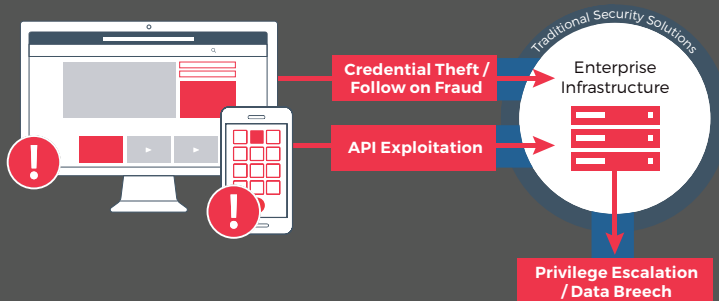 Traditional Security Solutions
Credential Theft /
Follow on Fraud
Enterprise
Infrastructure
API Exploitation
Privilege Escalation
/ Data Breech